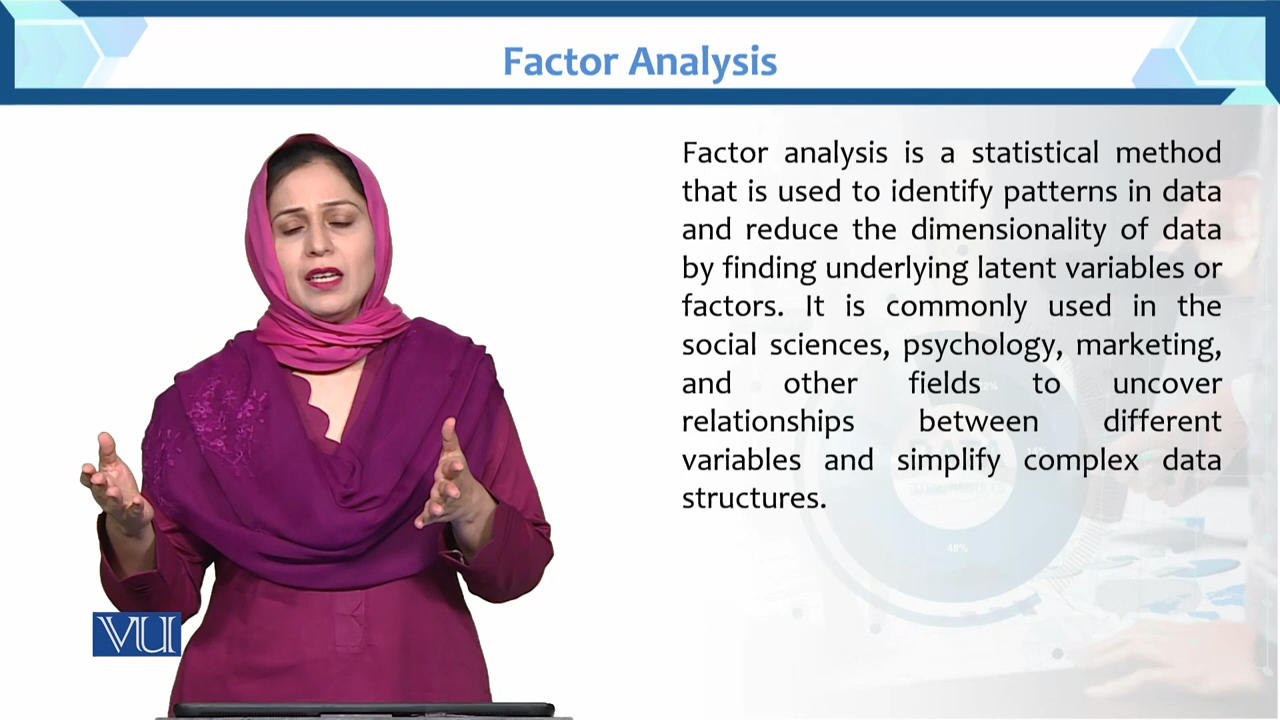 Factor Analysis
Factor analysis is a statistical method
that is used to identify patterns in data
and reduce the dimensionality of data
by finding underlying latent variables or
factors. It is commonly used in the
social sciences, psychology, marketing,
and other fields to uncover
relationships between different
variables and simplify complex data
structures.
48%
VU